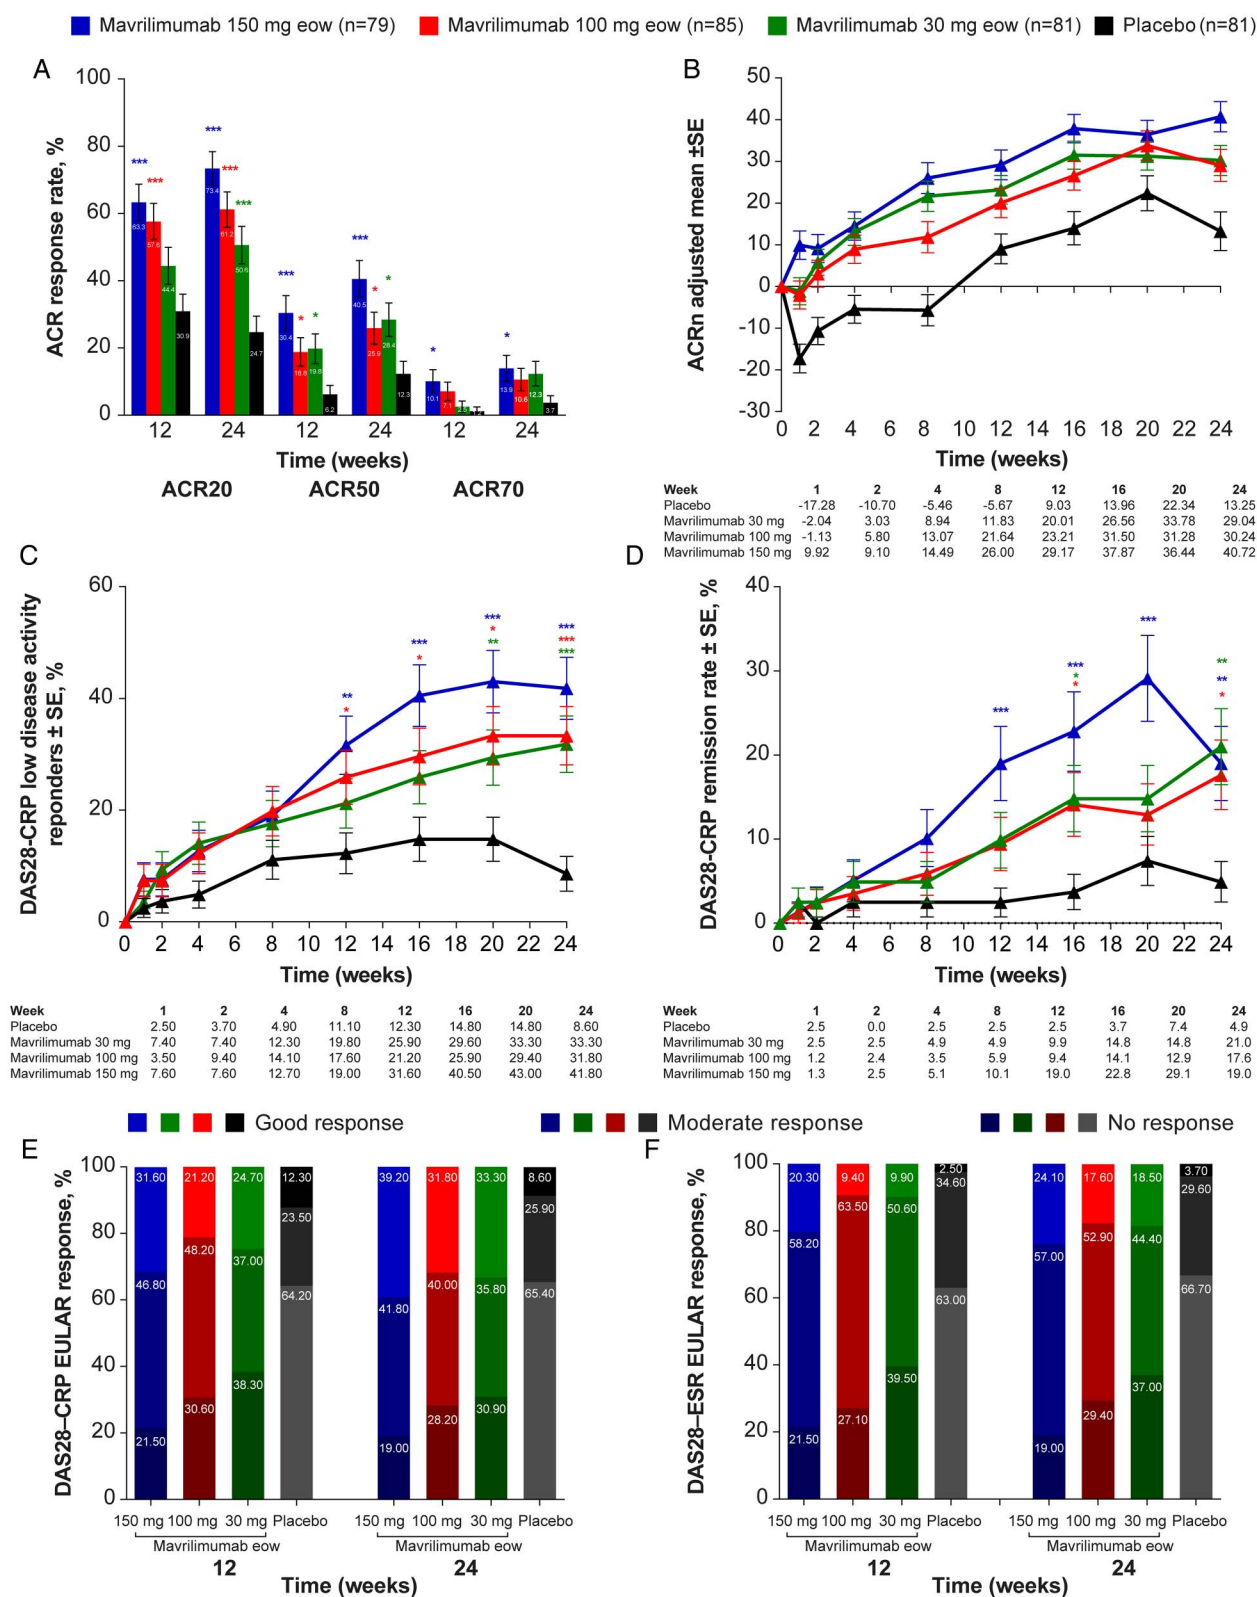 Mavrilimumab 150 mg eow (n=79) Mavrilimumab 100 mg eow (n=85) Mavrilimumab 30 mg eow (n=81) Placebo (n=81)
A
ACR response rate, %
100
80
60
40
20
0
*** *** *** *** *** *** * * *** * * * *
63.3 57.6 44.4 30.9 73.4 61.2 50.6 24.7 30.4 18.8 19.8 6.2 40.5 25.9 28.4 12.3 10.1 7.1 13.9 10.6 12.3 3.7
12 24 12 24 12 24
Time (weeks)
ACR20 ACR50 ACR70
B
ACRn adjusted mean ±SE
50
40
30
20
10
0
-10
-20
-30
0 2 4 6 8 10 12 14 16 18 20 22 24
Time (weeks)
Week 1 2 4 8 12 16 20 24
Placebo -17.28 -10.70 -5.46 -5.67 9.03 13.96 22.34 13.25
Mavrilimumab 30 mg -2.04 3.03 8.94 11.83 20.01 26.56 33.78 29.04
Mavrilimumab 100 mg -1.13 5.80 13.07 21.64 23.21 31.50 31.28 30.24
Mavrilimumab 150 mg 9.92 9.10 14.49 26.00 29.17 37.87 36.44 40.72
C
DAS28-CRP low disease activity
reponders ± SE, %
60
40
20
0
** * *** * *** * ** *** *** ***
0 2 4 6 8 10 12 14 16 18 20 22 24
Time (weeks)
Week 1 2 4 8 12 16 20 24
Placebo 2.50 3.70 4.90 11.10 12.30 14.80 14.80 8.60
Mavrilimumab 30 mg 7.40 7.40 12.30 19.80 25.90 29.60 33.30 33.30
Mavrilimumab 100 mg 3.50 9.40 14.10 17.60 21.20 25.90 29.40 31.80
Mavrilimumab 150 mg 7.60 7.60 12.70 19.00 31.60 40.50 43.00 41.80
D
DAS28-CRP remission rate ± SE, %
40
30
20
10
0
*** *** * * *** ** ** *
0 2 4 6 8 10 12 14 16 18 20 22 24
Time (weeks)
Week 1 2 4 8 12 16 20 24
Placebo 2.5 0.0 2.5 2.5 2.5 3.7 7.4 4.9
Mavrilimumab 30 mg 2.5 2.5 4.9 4.9 9.9 14.8 14.8 21.0
Mavrilimumab 100 mg 1.2 2.4 3.5 5.9 9.4 14.1 12.9 17.6
Mavrilimumab 150 mg 1.3 2.5 5.1 10.1 19.0 22.8 29.1 19.0
Good response Moderate response No response
E
DAS28–CRP EULAR response, %
100
80
60
40
20
0
31.60 21.20 24.70 12.30 39.20 31.80 33.30 8.60
46.80 48.20 37.00 23.50 41.80 40.00 35.80 25.90
21.50 30.60 38.30 64.20 19.00 28.20 30.90 65.40
150 mg 100 mg 30 mg Placebo 150 mg 100 mg 30 mg Placebo
Mavrilimumab eow Mavrilimumab eow
12 24
Time (weeks)
F
DAS28–ESR EULAR response, %
100
80
60
40
20
0
20.30 9.40 9.90 2.50 24.10 17.60 18.50 3.70
58.20 63.50 50.60 34.60 57.00 52.90 44.40 29.60
21.50 27.10 39.50 63.00 19.00 29.40 37.00 66.70
150 mg 100 mg 30 mg Placebo 150 mg 100 mg 30 mg Placebo
Mavrilimumab eow Mavrilimumab eow
12 24
Time (weeks)